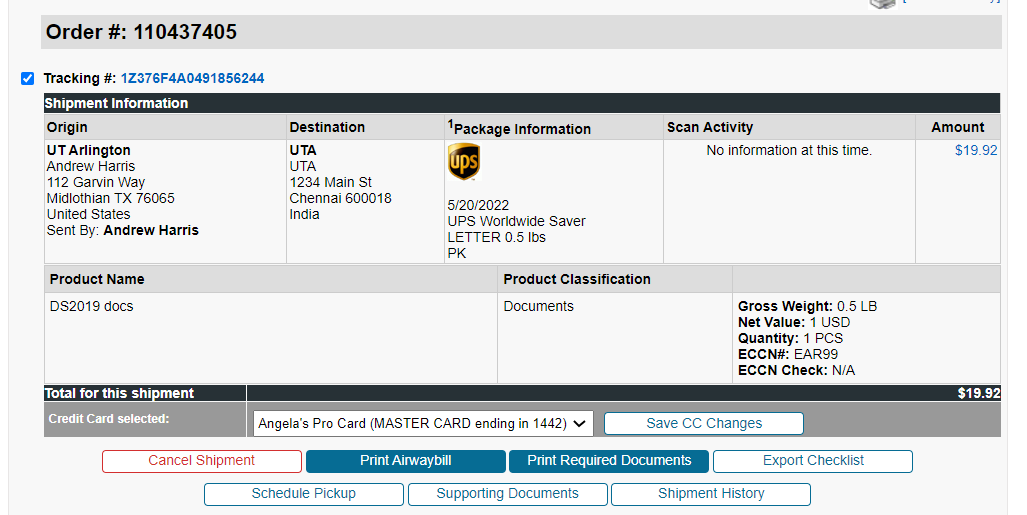 Order #: 110437405
Tracking #: 1Z376F4A0491856244
Shipment Information
Origin
Destination
1Package Information
Scan Activity
Amount
UT Arlington
Andrew Harris
112 Garvin Way
Midlothian TX 76065
United States
Sent By: Andrew Harris
UTA
UTA
1234 Main St
Chennai 600018
India
ups
5/20/2022
UPS Worldwide Saver
LETTER 0.5 lbs
PK
No information at this time.
$19.92
Product Name
Product Classification
DS2019 docs
Documents
Gross Weight: 0.5 LB
Net Value: 1 USD
Quantity: 1 PCS
ECCN#: EAR99
ECCN Check: N/A
Total for this shipment
$19.92
Credit Card selected:
Angela's Pro Card (MASTER CARD ending in 1442)
Save CC Changes
Cancel Shipment
Print Airwaybill
Print Required Documents
Export Checklist
Schedule Pickup
Supporting Documents
Shipment History